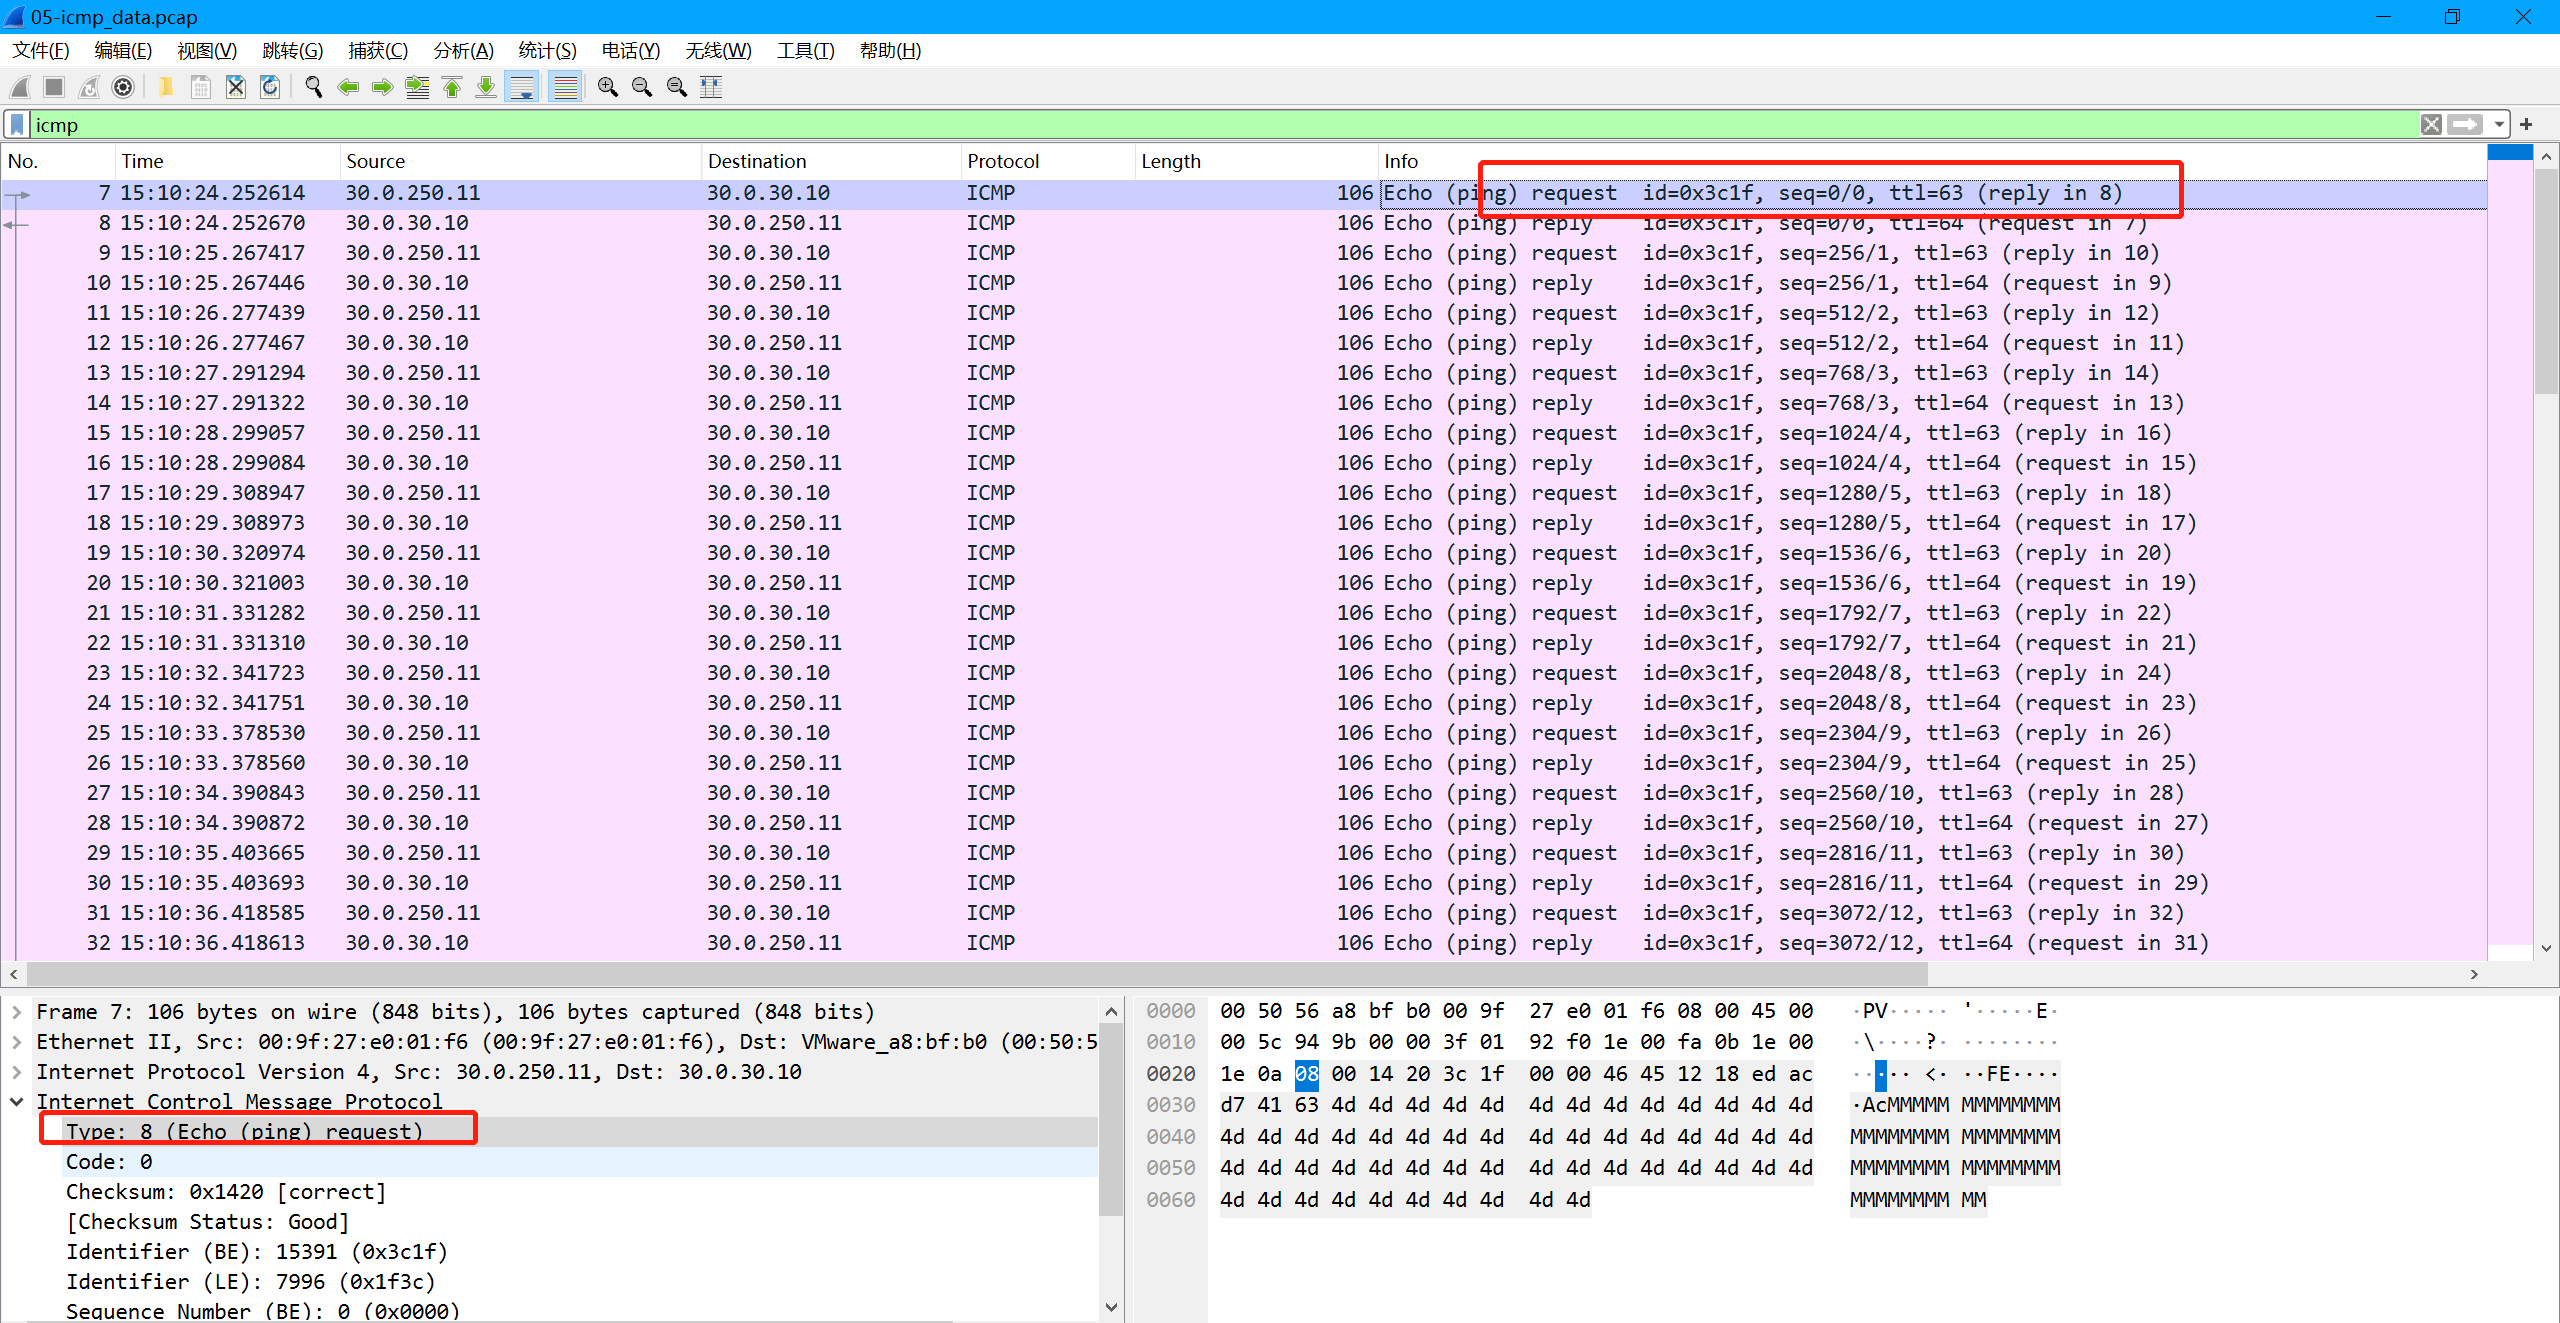 05-icmp_data.pcap
文件(F) 编辑(E) 视图(V) 跳转(G) 捕获(C) 分析(A) 统计(S) 电话(Y) 无线(W) 工具(T) 帮助(H)
icmp
No. Time Source Destination Protocol Length Info
7 15:10:24.252614 30.0.250.11 30.0.30.10 ICMP 106 Echo (ping) request id=0x3c1f, seq=0/0, ttl=63 (reply in 8)
8 15:10:24.252670 30.0.30.10 30.0.250.11 ICMP 106 Echo (ping) reply id=0x3c1f, seq=0/0, ttl=64 (request in 7)
9 15:10:25.267417 30.0.250.11 30.0.30.10 ICMP 106 Echo (ping) request id=0x3c1f, seq=256/1, ttl=63 (reply in 10)
10 15:10:25.267446 30.0.30.10 30.0.250.11 ICMP 106 Echo (ping) reply id=0x3c1f, seq=256/1, ttl=64 (request in 9)
11 15:10:26.277439 30.0.250.11 30.0.30.10 ICMP 106 Echo (ping) request id=0x3c1f, seq=512/2, ttl=63 (reply in 12)
12 15:10:26.277467 30.0.30.10 30.0.250.11 ICMP 106 Echo (ping) reply id=0x3c1f, seq=512/2, ttl=64 (request in 11)
13 15:10:27.291294 30.0.250.11 30.0.30.10 ICMP 106 Echo (ping) request id=0x3c1f, seq=768/3, ttl=63 (reply in 14)
14 15:10:27.291322 30.0.30.10 30.0.250.11 ICMP 106 Echo (ping) reply id=0x3c1f, seq=768/3, ttl=64 (request in 13)
15 15:10:28.299057 30.0.250.11 30.0.30.10 ICMP 106 Echo (ping) request id=0x3c1f, seq=1024/4, ttl=63 (reply in 16)
16 15:10:28.299084 30.0.30.10 30.0.250.11 ICMP 106 Echo (ping) reply id=0x3c1f, seq=1024/4, ttl=64 (request in 15)
17 15:10:29.308947 30.0.250.11 30.0.30.10 ICMP 106 Echo (ping) request id=0x3c1f, seq=1280/5, ttl=63 (reply in 18)
18 15:10:29.308973 30.0.30.10 30.0.250.11 ICMP 106 Echo (ping) reply id=0x3c1f, seq=1280/5, ttl=64 (request in 17)
19 15:10:30.320974 30.0.250.11 30.0.30.10 ICMP 106 Echo (ping) request id=0x3c1f, seq=1536/6, ttl=63 (reply in 20)
20 15:10:30.321003 30.0.30.10 30.0.250.11 ICMP 106 Echo (ping) reply id=0x3c1f, seq=1536/6, ttl=64 (request in 19)
21 15:10:31.331282 30.0.250.11 30.0.30.10 ICMP 106 Echo (ping) request id=0x3c1f, seq=1792/7, ttl=63 (reply in 22)
22 15:10:31.331310 30.0.30.10 30.0.250.11 ICMP 106 Echo (ping) reply id=0x3c1f, seq=1792/7, ttl=64 (request in 21)
23 15:10:32.341723 30.0.250.11 30.0.30.10 ICMP 106 Echo (ping) request id=0x3c1f, seq=2048/8, ttl=63 (reply in 24)
24 15:10:32.341751 30.0.30.10 30.0.250.11 ICMP 106 Echo (ping) reply id=0x3c1f, seq=2048/8, ttl=64 (request in 23)
25 15:10:33.378530 30.0.250.11 30.0.30.10 ICMP 106 Echo (ping) request id=0x3c1f, seq=2304/9, ttl=63 (reply in 26)
26 15:10:33.378560 30.0.30.10 30.0.250.11 ICMP 106 Echo (ping) reply id=0x3c1f, seq=2304/9, ttl=64 (request in 25)
27 15:10:34.390843 30.0.250.11 30.0.30.10 ICMP 106 Echo (ping) request id=0x3c1f, seq=2560/10, ttl=63 (reply in 28)
28 15:10:34.390872 30.0.30.10 30.0.250.11 ICMP 106 Echo (ping) reply id=0x3c1f, seq=2560/10, ttl=64 (request in 27)
29 15:10:35.403665 30.0.250.11 30.0.30.10 ICMP 106 Echo (ping) request id=0x3c1f, seq=2816/11, ttl=63 (reply in 30)
30 15:10:35.403693 30.0.30.10 30.0.250.11 ICMP 106 Echo (ping) reply id=0x3c1f, seq=2816/11, ttl=64 (request in 29)
31 15:10:36.418585 30.0.250.11 30.0.30.10 ICMP 106 Echo (ping) request id=0x3c1f, seq=3072/12, ttl=63 (reply in 32)
32 15:10:36.418613 30.0.30.10 30.0.250.11 ICMP 106 Echo (ping) reply id=0x3c1f, seq=3072/12, ttl=64 (request in 31)
Frame 7: 106 bytes on wire (848 bits), 106 bytes captured (848 bits)
Ethernet II, Src: 00:9f:27:e0:01:f6 (00:9f:27:e0:01:f6), Dst: VMware_a8:bf:b0 (00:50:5
Internet Protocol Version 4, Src: 30.0.250.11, Dst: 30.0.30.10
Internet Control Message Protocol
Type: 8 (Echo (ping) request)
Code: 0
Checksum: 0x1420 [correct]
[Checksum Status: Good]
Identifier (BE): 15391 (0x3c1f)
Identifier (LE): 7996 (0x1f3c)
Sequence Number (BE): 0 (0x0000)
0000 00 50 56 a8 bf b0 00 9f 27 e0 01 f6 08 00 45 00 ·PV····· '·····E·
0010 00 5c 94 9b 00 00 3f 01 92 f0 1e 00 fa 0b 1e 00 ·\····?· ········
0020 1e 0a 08 00 14 20 3c 1f 00 00 46 45 12 18 ed ac ····· <· ··FE····
0030 d7 41 63 4d 4d 4d 4d 4d 4d 4d 4d 4d 4d 4d 4d 4d ·AcMMMMM MMMMMMMM
0040 4d 4d 4d 4d 4d 4d 4d 4d 4d 4d 4d 4d 4d 4d 4d 4d MMMMMMMM MMMMMMMM
0050 4d 4d 4d 4d 4d 4d 4d 4d 4d 4d 4d 4d 4d 4d 4d 4d MMMMMMMM MMMMMMMM
0060 4d 4d 4d 4d 4d 4d 4d 4d 4d 4d MMMMMMMM MM